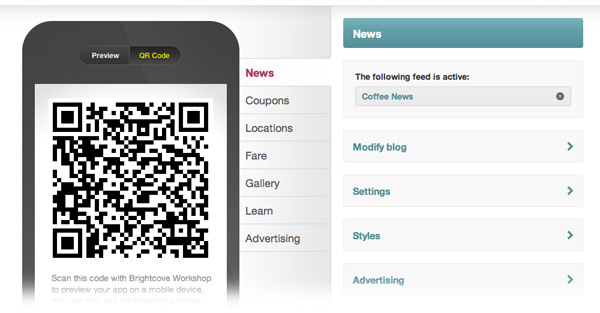 Preview
QR Code
Scan this code with Brightcove Workshop
to preview your app on a mobile device.
News
Coupons
Locations
Fare
Gallery
Learn
Advertising
News
The following feed is active:
Coffee News
Modify blog
Settings
Styles
Advertising